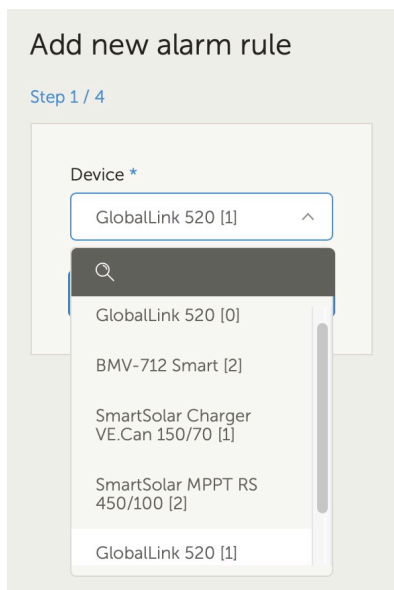 Add new alarm rule
Step 1 / 4
Device *
GlobalLink 520 [1]
GlobalLink 520 [0]
BMV-712 Smart [2]
SmartSolar Charger
VE.Can 150/70 [1]
SmartSolar MPPT RS
450/100 [2]
GlobalLink 520 [1]